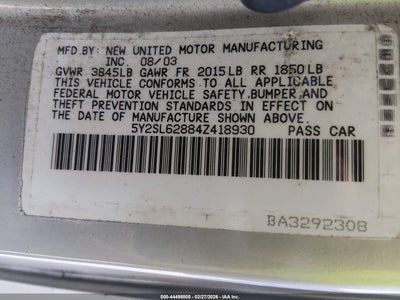 MFD.BY: NEW UNITED MOTOR MANUFACTURING
INC. 08/03
GVWR 3845LB GAWR FR 2015LB RR 1850LB
THIS VEHICLE CONFORMS TO ALL APPLICABLE
FEDERAL MOTOR VEHICLE SAFETY,BUMPER,AND
THEFT PREVENTION STANDARDS IN EFFECT ON
THE DATE OF MANUFACTURE SHOWN ABOVE.
5Y2SL62884Z418930 PASS CAR
BA3292308
000-44498800 - 02/27/2026 - IAA Inc.